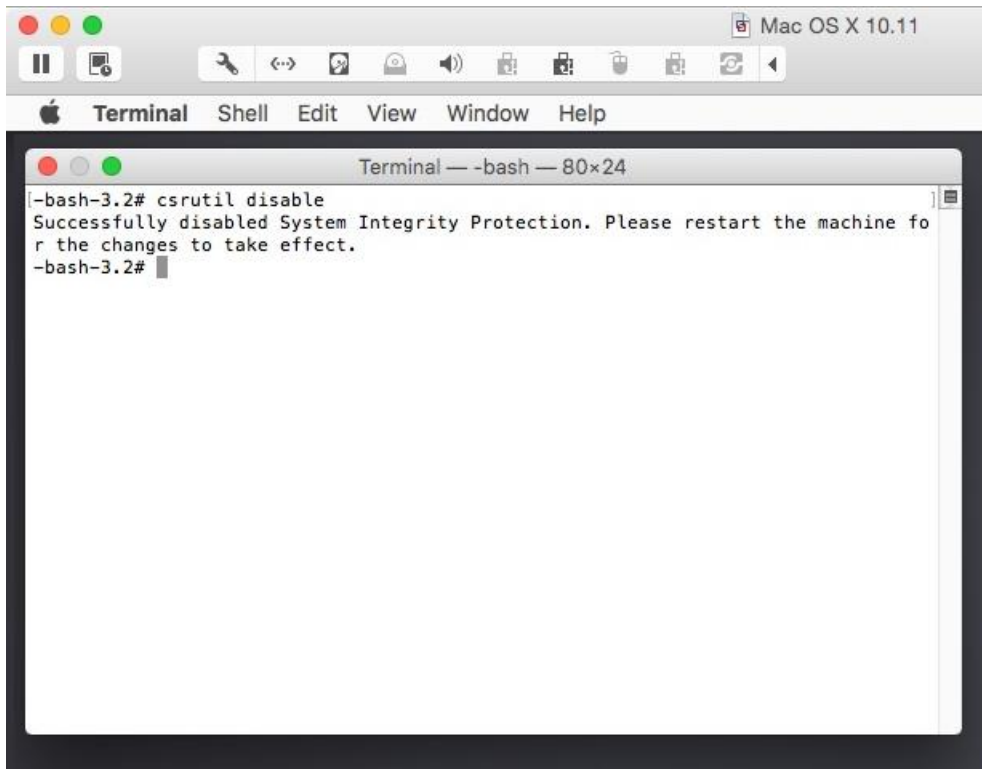 Mac OS X 10.11
Terminal Shell Edit View Window Help
Terminal — -bash — 80×24
[-bash-3.2# csrutil disable ]
Successfully disabled System Integrity Protection. Please restart the machine fo
r the changes to take effect.
-bash-3.2#